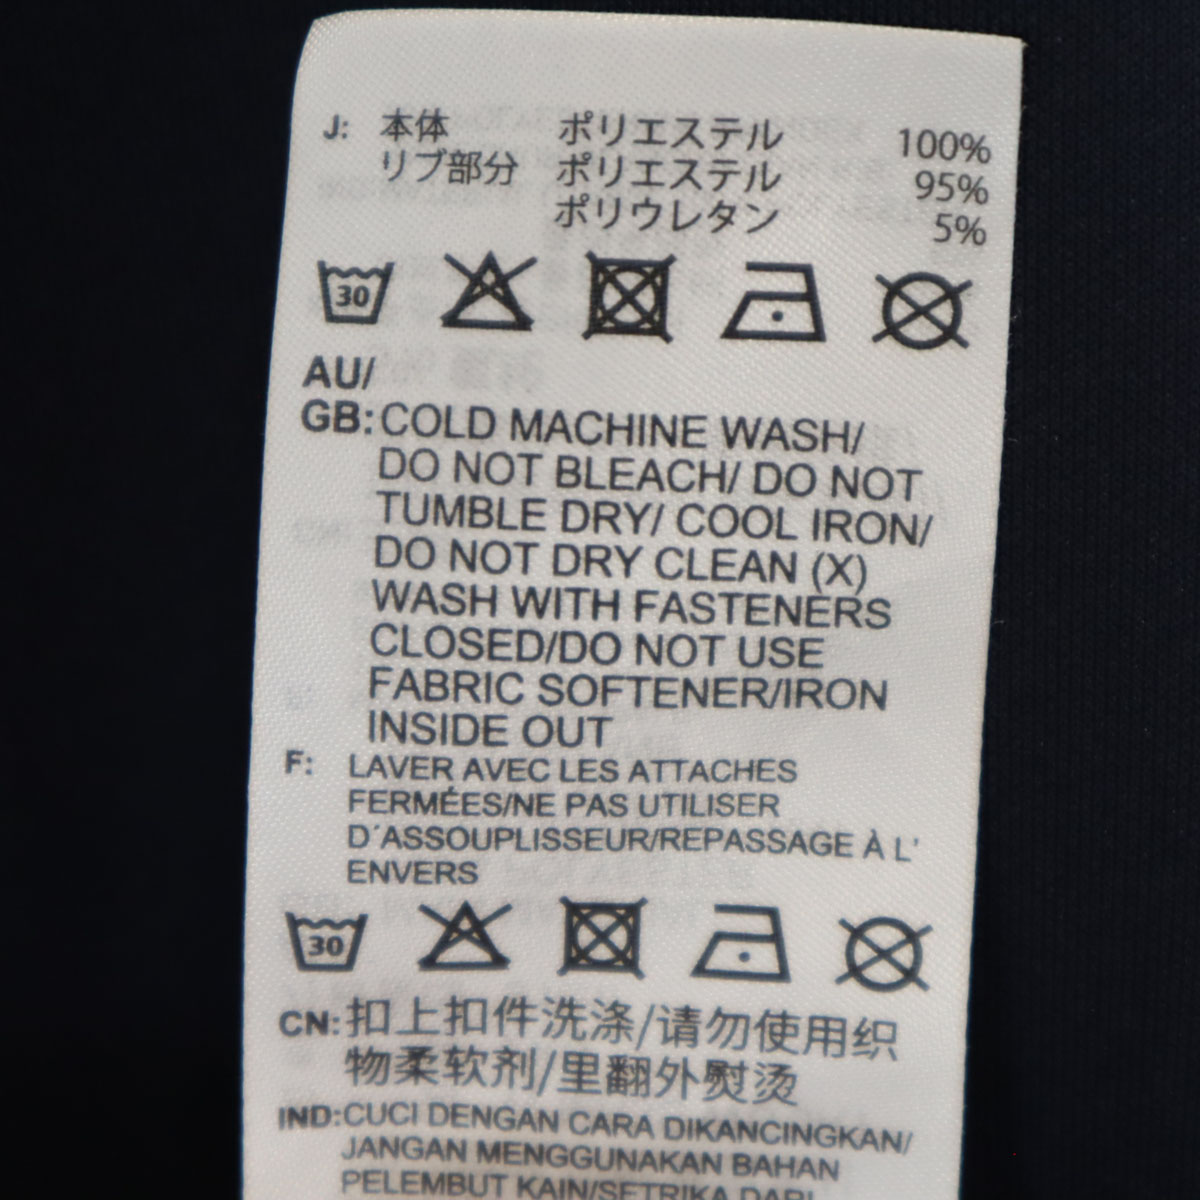 J: 本体 ポリエステル 100%
リブ部分 ポリエステル 95%
ポリウレタン 5%
30
AU/
GB: COLD MACHINE WASH/
DO NOT BLEACH/ DO NOT
TUMBLE DRY/ COOL IRON/
DO NOT DRY CLEAN (X)
WASH WITH FASTENERS
CLOSED/DO NOT USE
FABRIC SOFTENER/IRON
INSIDE OUT
F: LAVER AVEC LES ATTACHES
FERMÉES/NE PAS UTILISER
D´ASSOUPLISSEUR/REPASSAGE À L'
ENVERS
30
CN: 扣上扣件洗涤/请勿使用织
物柔软剂/里翻外熨烫
IND: CUCI DENGAN CARA DIKANCINGKAN/
JANGAN MENGGUNAKAN BAHAN
PELEMBUT KAIN/SETRIKA DARI